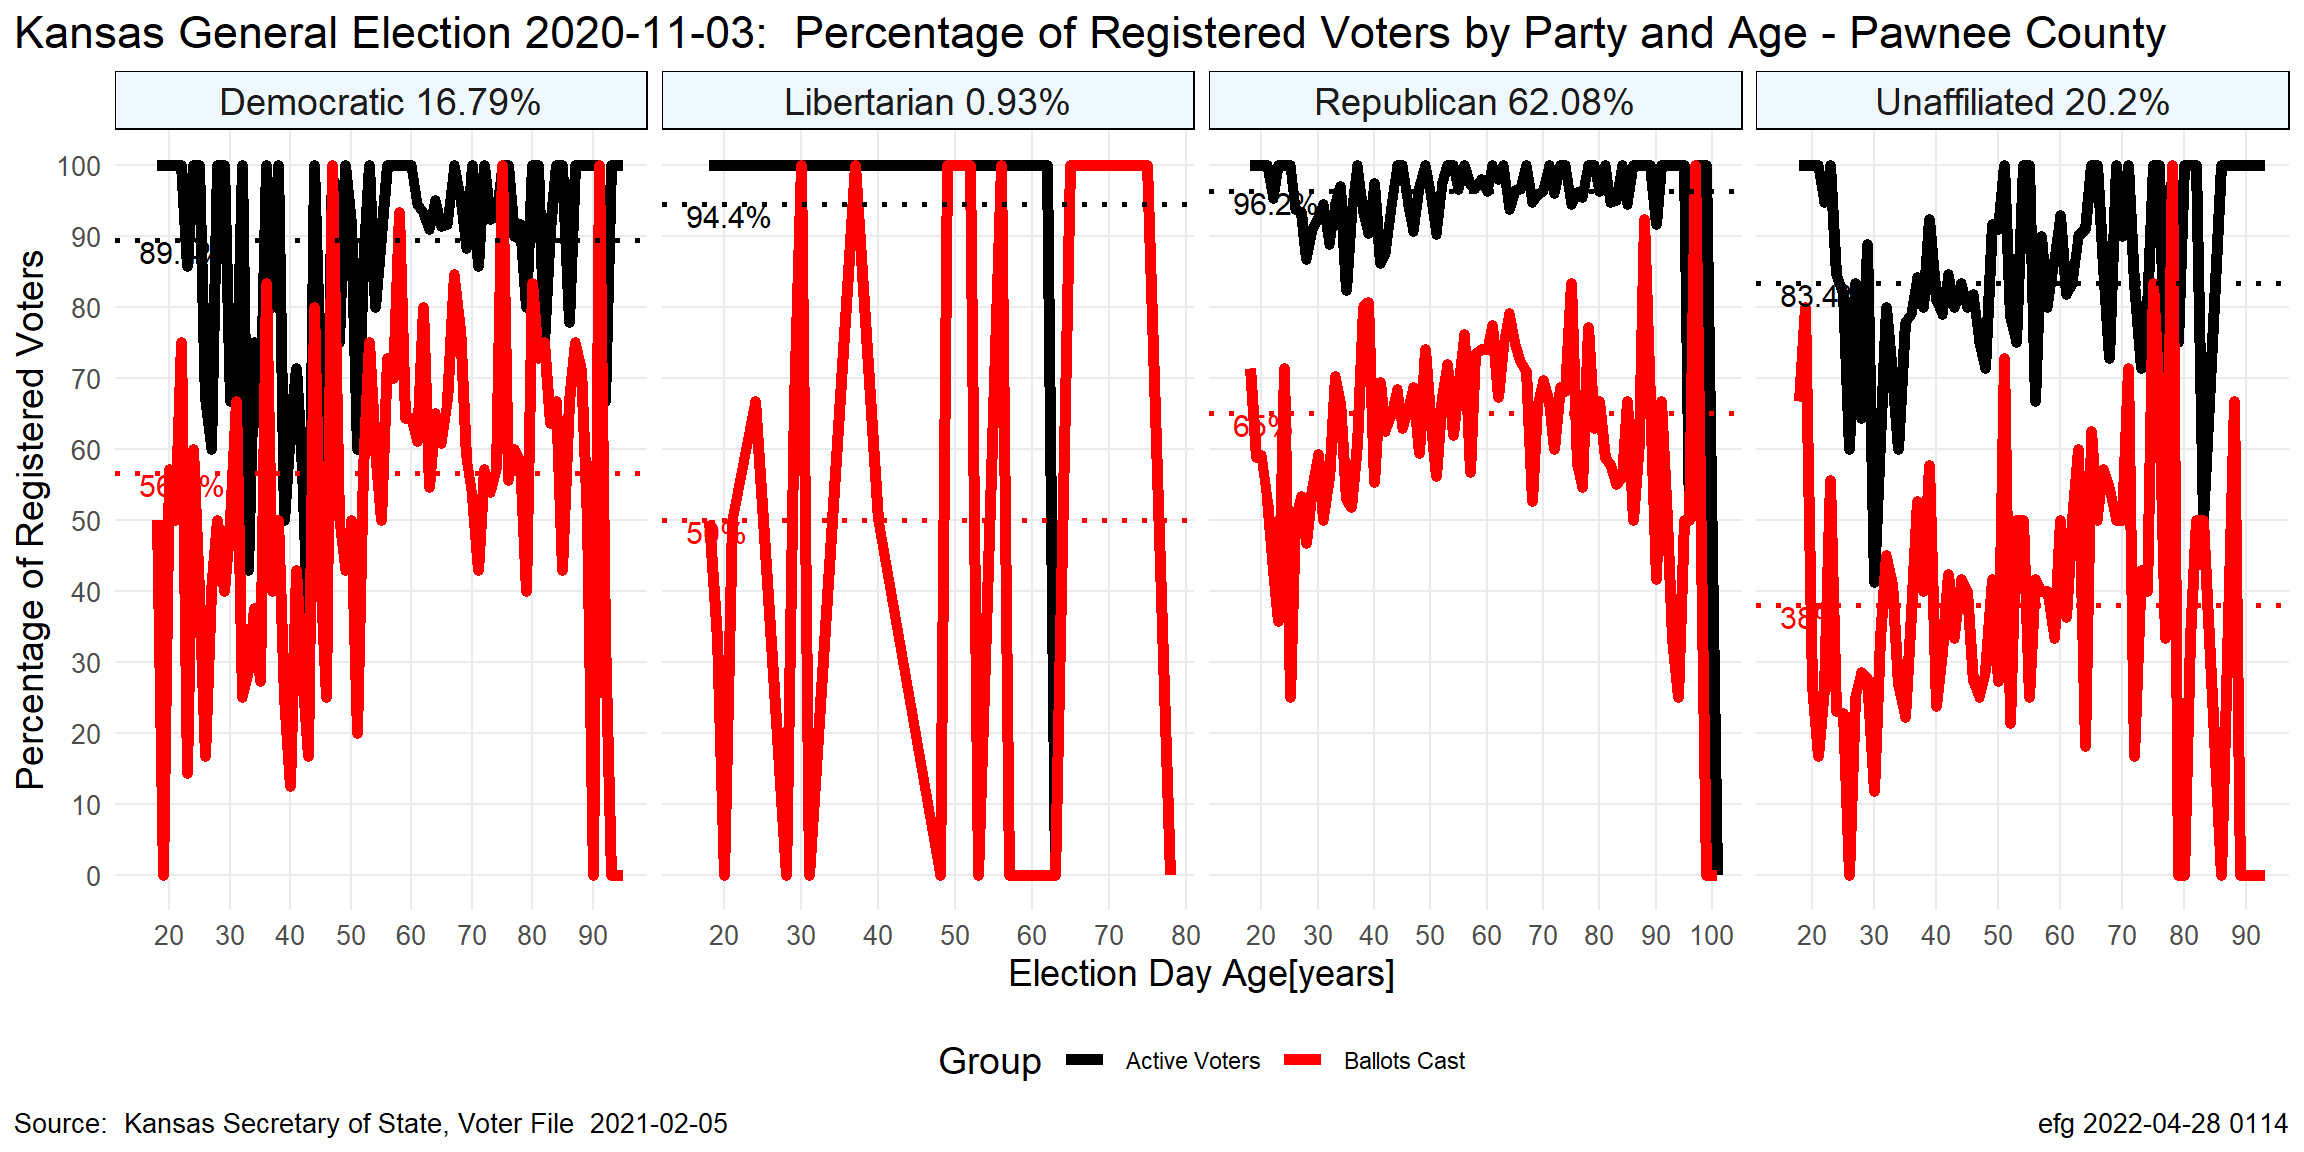 Kansas General Election 2020-11-03:  Percentage of Registered Voters by Party and Age - Pawnee County
Democratic 16.79%
Libertarian 0.93%
Republican 62.08%
Unaffiliated 20.2%
Percentage of Registered Voters
100
90
80
70
60
50
40
30
20
10
0
94.4%
96.2%
65%
50%
38%
20 30 40 50 60 70 80 90
20 30 40 50 60 70 80
20 30 40 50 60 70 80 90 100
20 30 40 50 60 70 80 90
Election Day Age[years]
Group Active Voters Ballots Cast
Source:  Kansas Secretary of State, Voter File  2021-02-05
efg 2022-04-28 0114